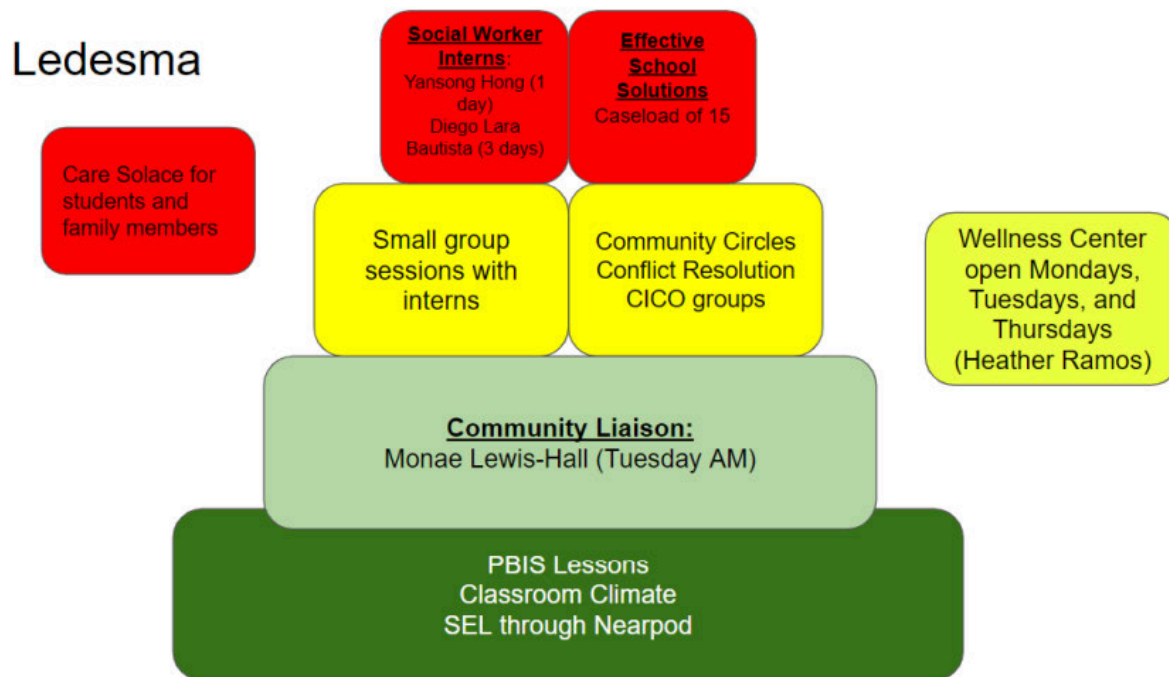 Ledesma
Social Worker
Interns:
Yansong Hong (1
day)
Diego Lara
Bautista (3 days)
Effective
School
Solutions
Caseload of 15
Care Solace for
students and
family members
Small group
sessions with
interns
Community Circles
Conflict Resolution
CICO groups
Wellness Center
open Mondays,
Tuesdays, and
Thursdays
(Heather Ramos)
Community Liaison:
Monae Lewis-Hall (Tuesday AM)
PBIS Lessons
Classroom Climate
SEL through Nearpod